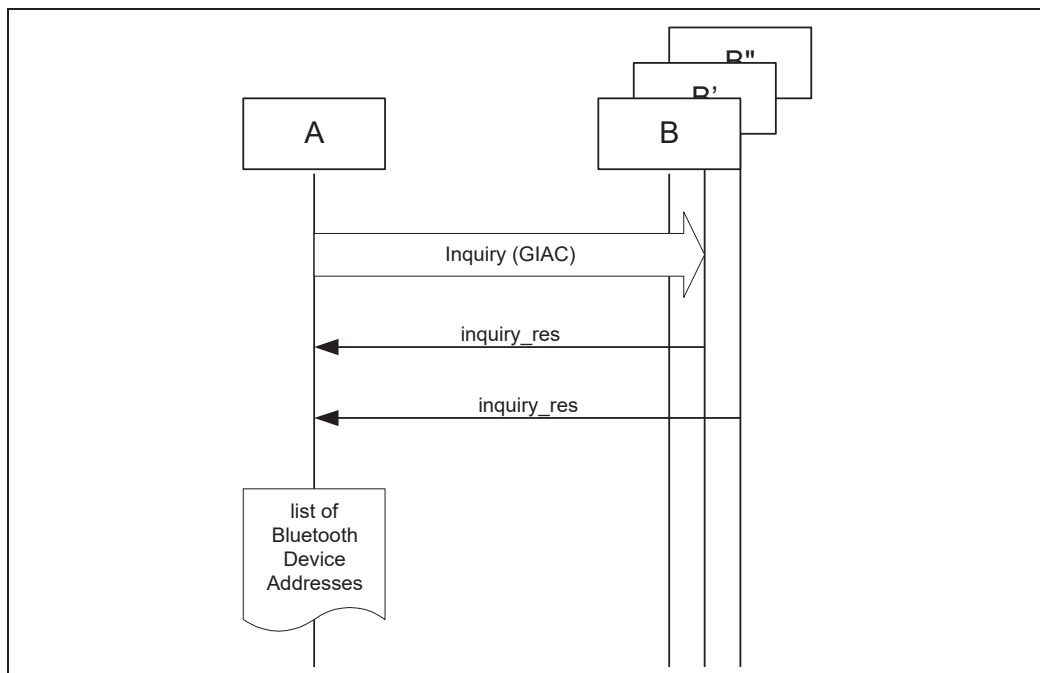 B"
B’
A
B
Inquiry (GIAC)
inquiry_res
inquiry_res
list of
Bluetooth
Device
Addresses